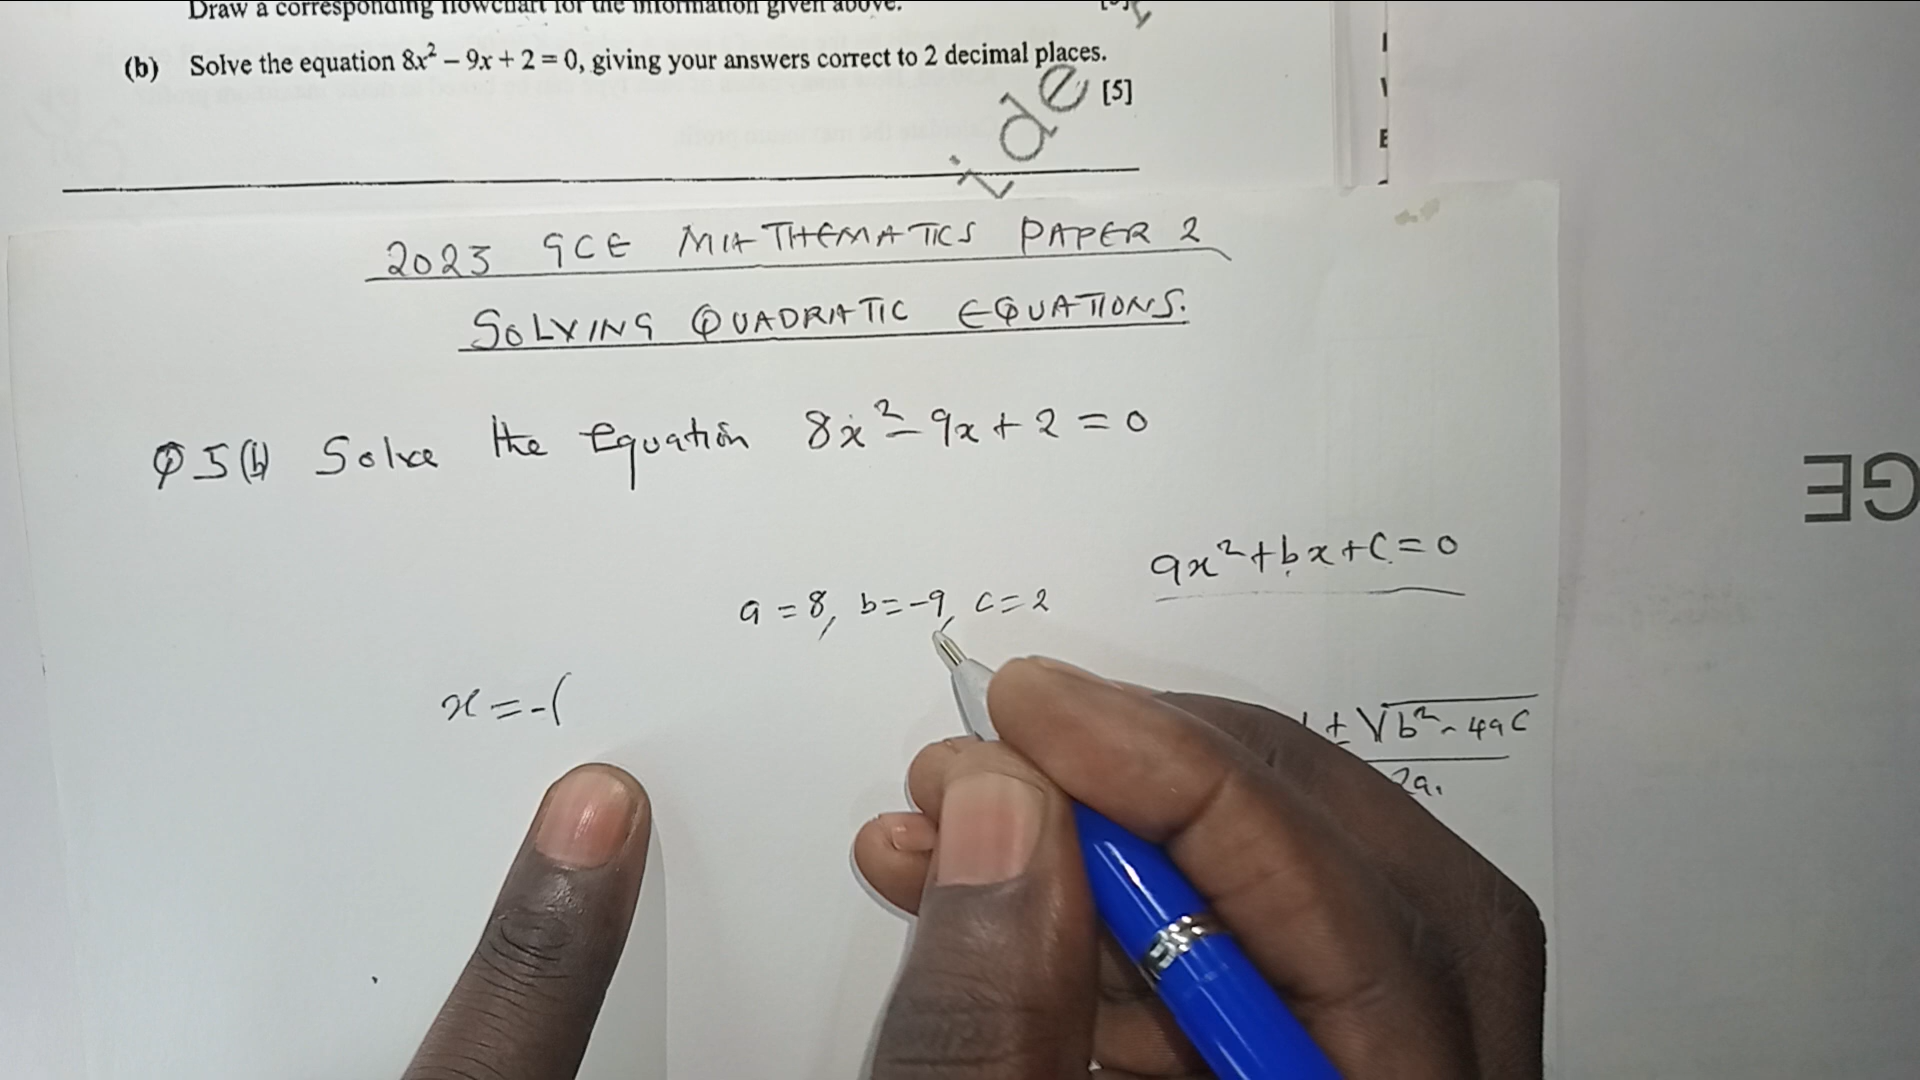 Draw a corresponding flowchart for the information given above.
(b) Solve the equation 8x² − 9x + 2 = 0, giving your answers correct to 2 decimal places.
[5]
ide
2023 GCE MATHEMATICS PAPER 2
SOLVING QUADRATIC EQUATIONS.
Q5(b) Solve the equation 8x² − 9x + 2 = 0
ax² + bx + c = 0
a = 8, b = -9, c = 2
x = -(
± √b² - 4ac
2a.
GE